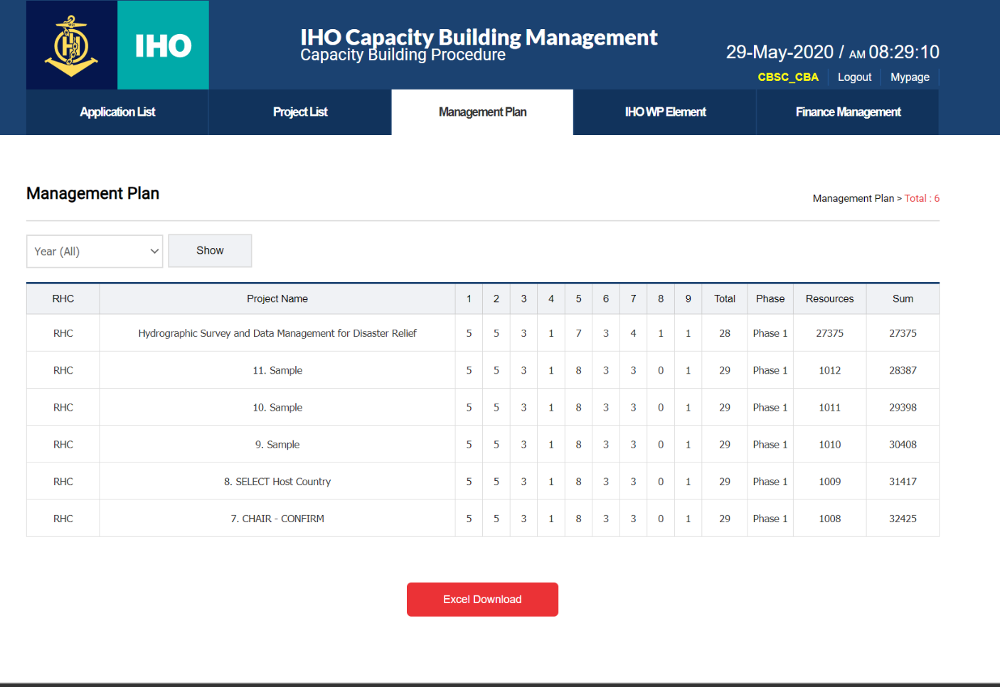 IHO
IHO Capacity Building Management
Capacity Building Procedure
29-May-2020 / AM 08:29:10
CBSC_CBA Logout Mypage
Application List Project List Management Plan IHO WP Element Finance Management
Management Plan
Management Plan > Total : 6
Year (All) Show
RHC Project Name 1 2 3 4 5 6 7 8 9 Total Phase Resources Sum
RHC Hydrographic Survey and Data Management for Disaster Relief 5 5 3 1 7 3 4 1 1 28 Phase 1 27375 27375
RHC 11. Sample 5 5 3 1 8 3 3 0 1 29 Phase 1 1012 28387
RHC 10. Sample 5 5 3 1 8 3 3 0 1 29 Phase 1 1011 29398
RHC 9. Sample 5 5 3 1 8 3 3 0 1 29 Phase 1 1010 30408
RHC 8. SELECT Host Country 5 5 3 1 8 3 3 0 1 29 Phase 1 1009 31417
RHC 7. CHAIR - CONFIRM 5 5 3 1 8 3 3 0 1 29 Phase 1 1008 32425
Excel Download